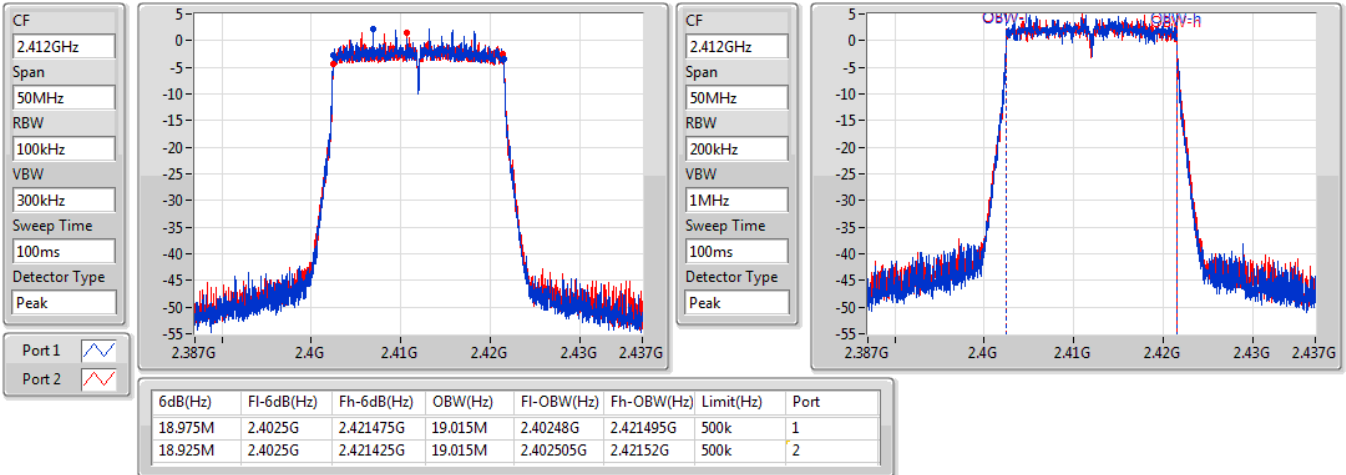 CF
2.412GHz
Span
50MHz
RBW
100kHz
VBW
300kHz
Sweep Time
100ms
Detector Type
Peak
Port 1
Port 2
5
0
-5
-10
-15
-20
-25
-30
-35
-40
-45
-50
-55
2.387G 2.4G 2.41G 2.42G 2.43G 2.437G
CF
2.412GHz
Span
50MHz
RBW
200kHz
VBW
1MHz
Sweep Time
100ms
Detector Type
Peak
OBW-l OBW-h
5
0
-5
-10
-15
-20
-25
-30
-35
-40
-45
-50
-55
2.387G 2.4G 2.41G 2.42G 2.43G 2.437G
6dB(Hz) Fl-6dB(Hz) Fh-6dB(Hz) OBW(Hz) Fl-OBW(Hz) Fh-OBW(Hz) Limit(Hz) Port
18.975M 2.4025G 2.421475G 19.015M 2.40248G 2.421495G 500k 1
18.925M 2.4025G 2.421425G 19.015M 2.402505G 2.42152G 500k 2